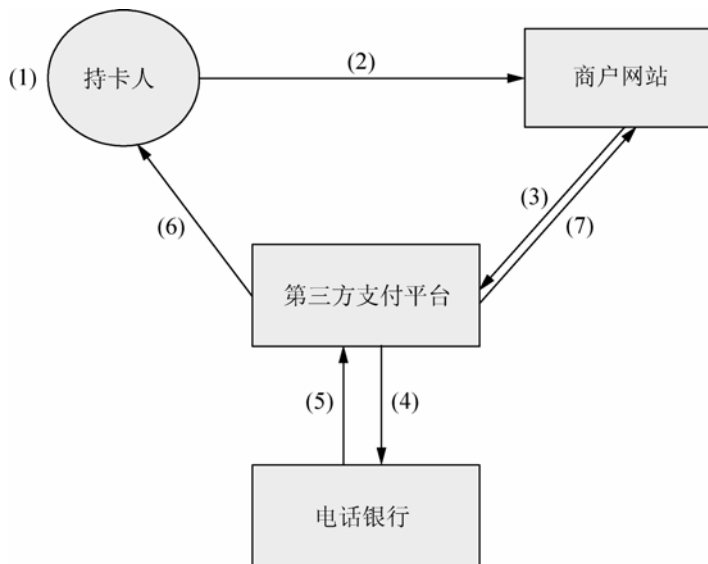 (1)
持卡人
(2)
商户网站
(3)
(7)
(6)
第三方支付平台
(5)
(4)
电话银行